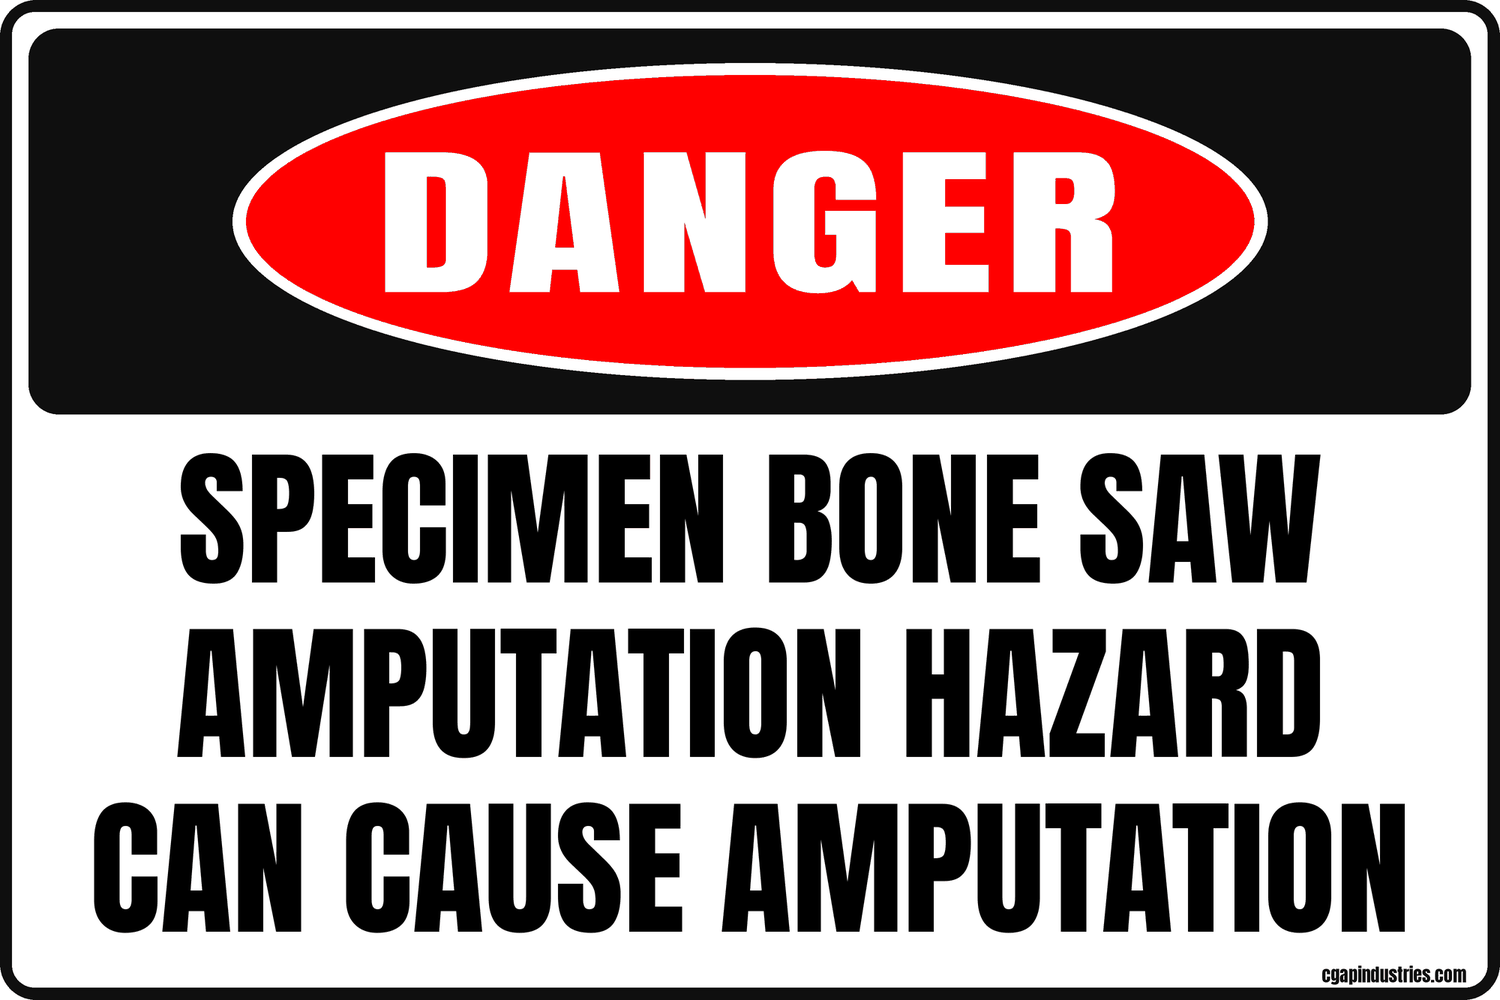 DANGER
SPECIMEN BONE SAW
AMPUTATION HAZARD
CAN CAUSE AMPUTATION
cgapindustries.com